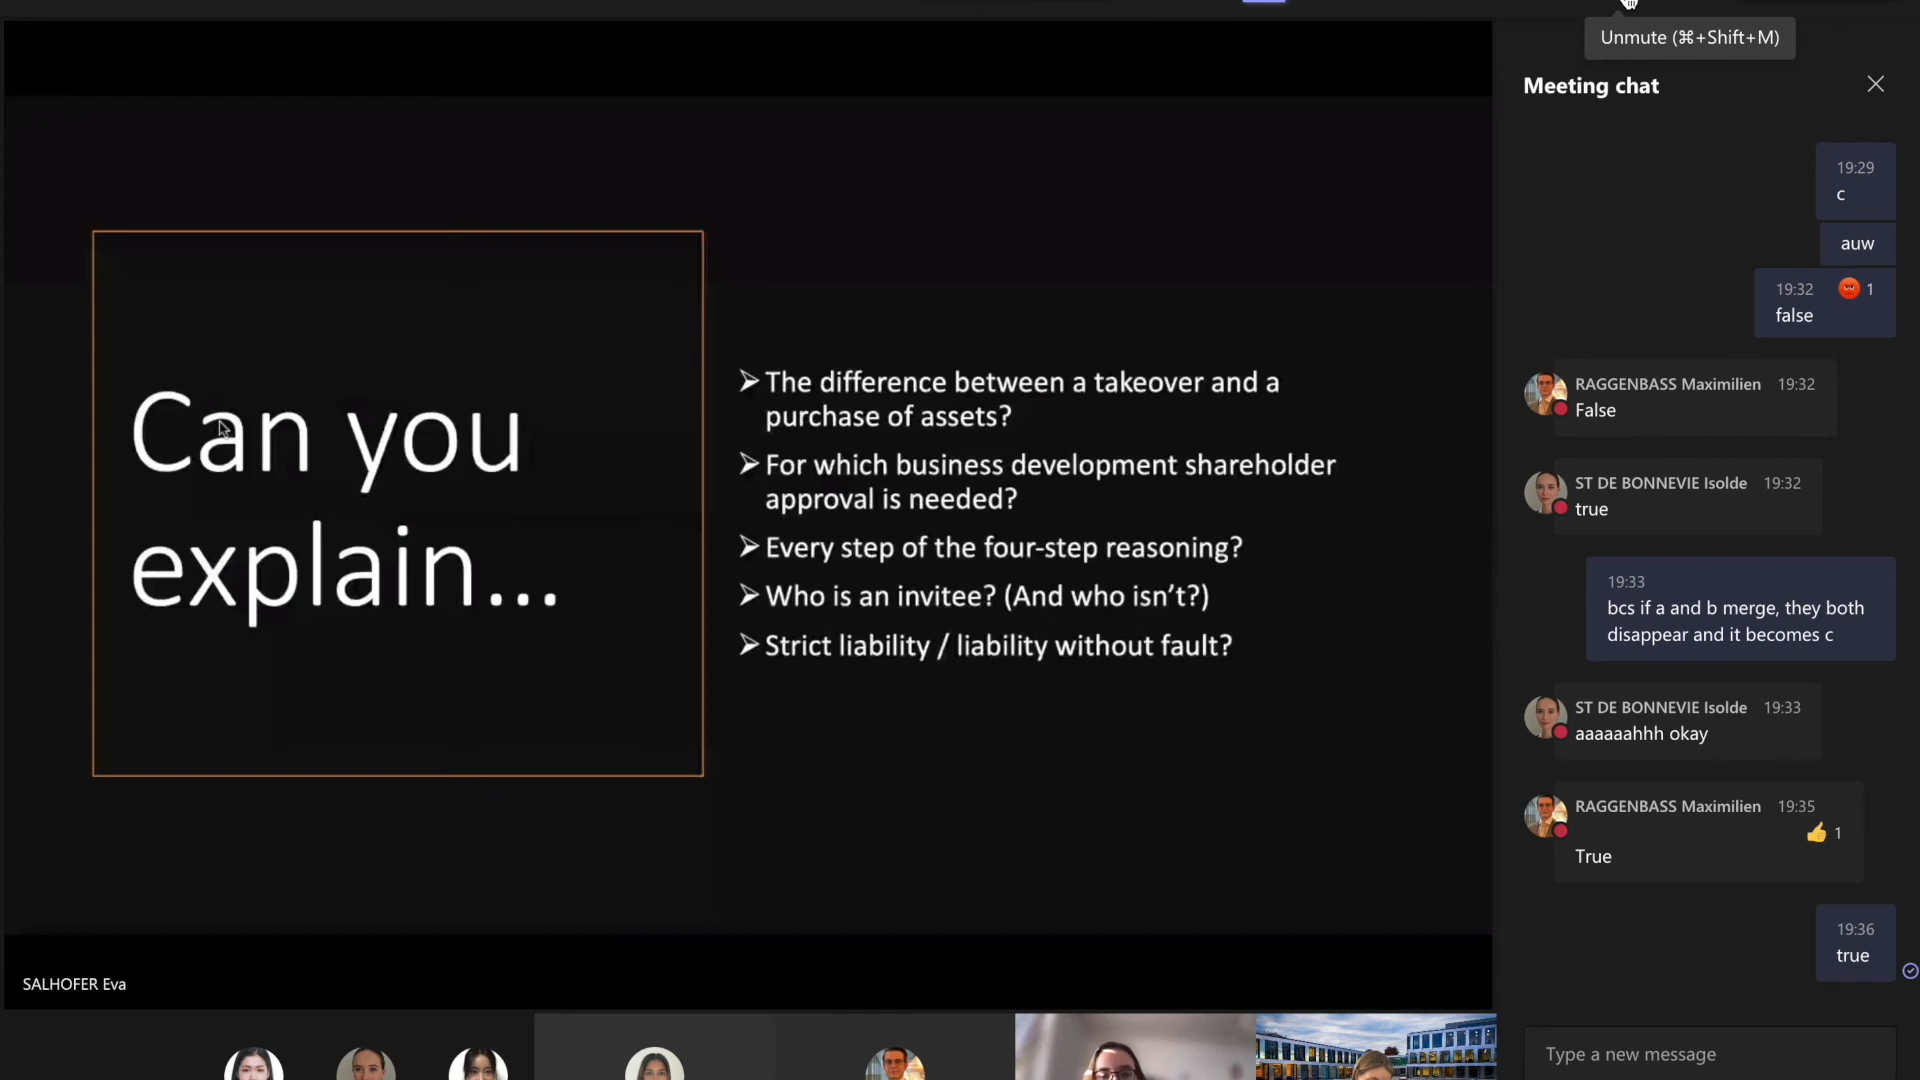 Unmute (⌘+Shift+M)
Meeting chat
19:29
c
auw
19:32 1
false
RAGGENBASS Maximilien 19:32
False
ST DE BONNEVIE Isolde 19:32
true
19:33
bcs if a and b merge, they both
disappear and it becomes c
ST DE BONNEVIE Isolde 19:33
aaaaaahhh okay
RAGGENBASS Maximilien 19:35
1
True
19:36
true
Type a new message
Can you
explain...
➢ The difference between a takeover and a
purchase of assets?
➢ For which business development shareholder
approval is needed?
➢ Every step of the four-step reasoning?
➢ Who is an invitee? (And who isn't?)
➢ Strict liability / liability without fault?
SALHOFER Eva